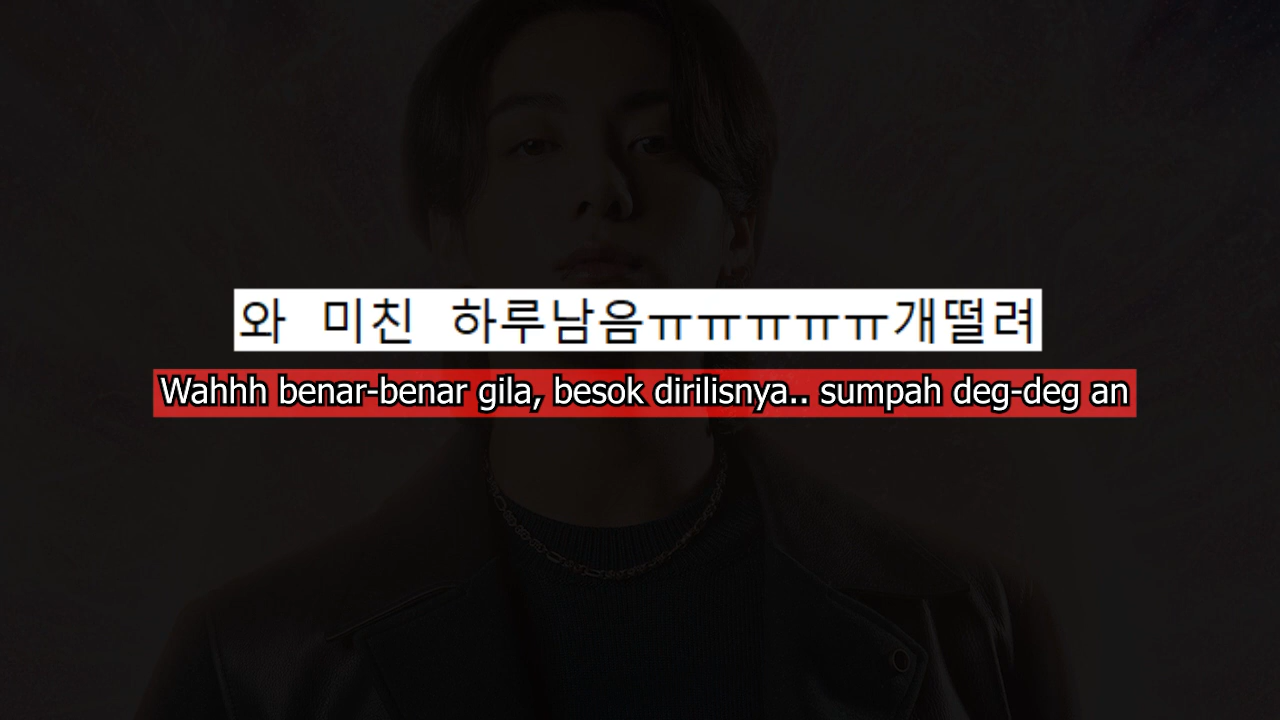 와 미친 하루남음ㅠㅠㅠㅠㅠ개떨려
Wahhh benar-benar gila, besok dirilisnya.. sumpah deg-deg an